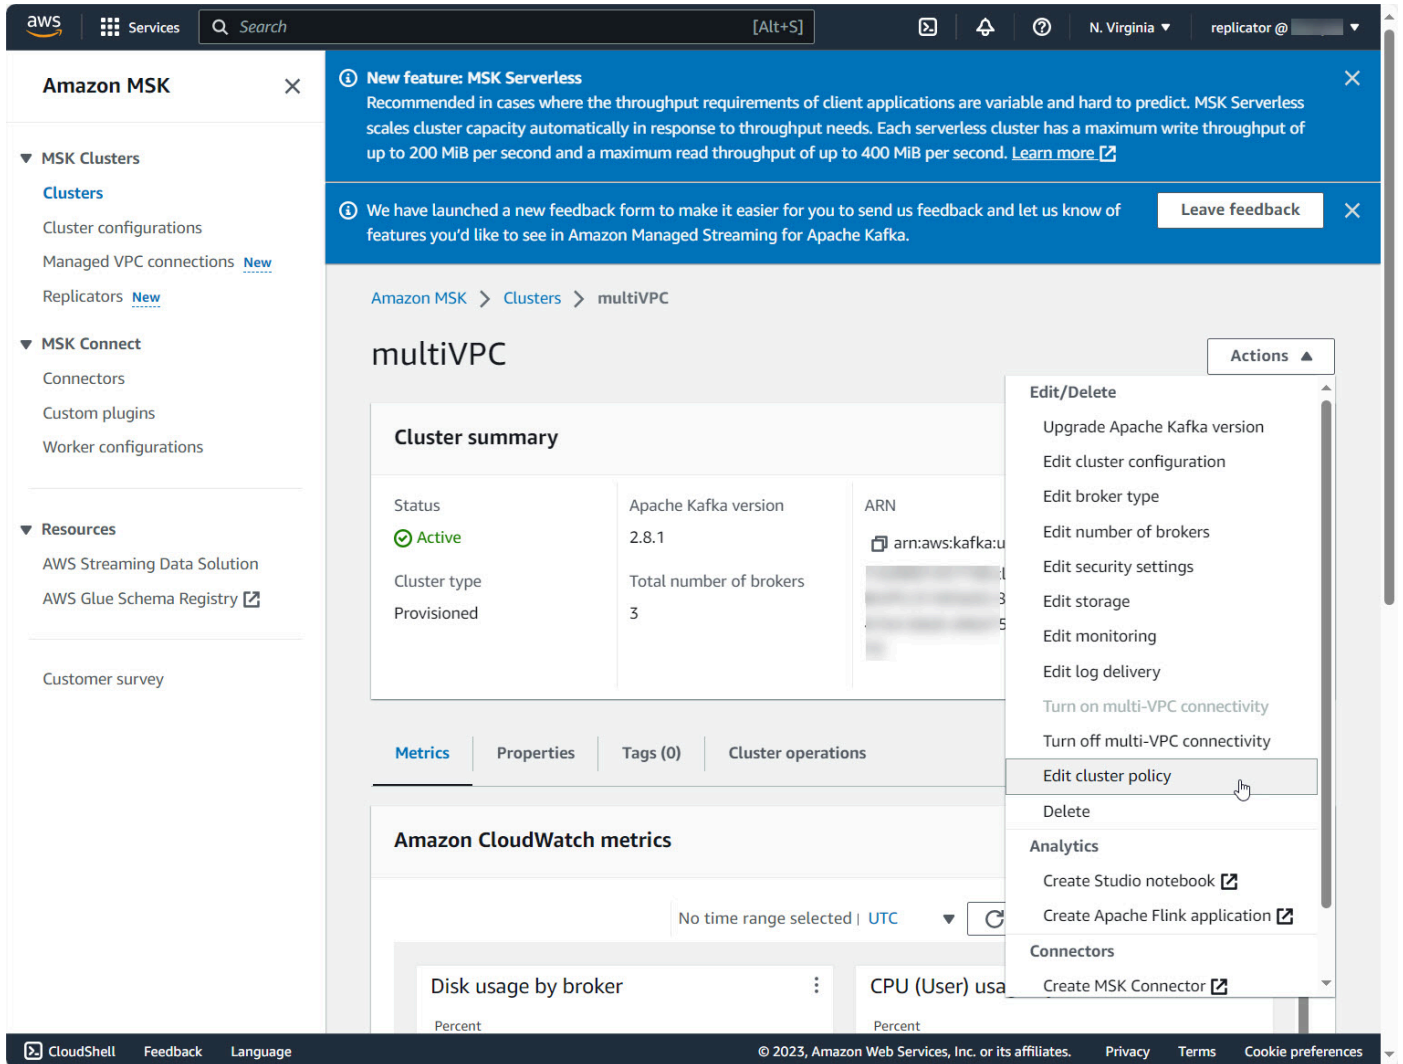 aws
Services
Search
[Alt+S]
N. Virginia
replicator @
Amazon MSK
MSK Clusters
Clusters
Cluster configurations
Managed VPC connections New
Replicators New
MSK Connect
Connectors
Custom plugins
Worker configurations
Resources
AWS Streaming Data Solution
AWS Glue Schema Registry
Customer survey
New feature: MSK Serverless
Recommended in cases where the throughput requirements of client applications are variable and hard to predict. MSK Serverless
scales cluster capacity automatically in response to throughput needs. Each serverless cluster has a maximum write throughput of
up to 200 MiB per second and a maximum read throughput of up to 400 MiB per second. Learn more
We have launched a new feedback form to make it easier for you to send us feedback and let us know of
features you'd like to see in Amazon Managed Streaming for Apache Kafka.
Leave feedback
Amazon MSK > Clusters > multiVPC
multiVPC
Actions
Cluster summary
Status
Active
Cluster type
Provisioned
Apache Kafka version
2.8.1
Total number of brokers
3
ARN
arn:aws:kafka:u
Edit/Delete
Upgrade Apache Kafka version
Edit cluster configuration
Edit broker type
Edit number of brokers
Edit security settings
Edit storage
Edit monitoring
Edit log delivery
Turn on multi-VPC connectivity
Turn off multi-VPC connectivity
Edit cluster policy
Delete
Analytics
Create Studio notebook
Create Apache Flink application
Connectors
Create MSK Connector
Metrics
Properties
Tags (0)
Cluster operations
Amazon CloudWatch metrics
No time range selected | UTC
Disk usage by broker
Percent
CPU (User) usa
Percent
CloudShell
Feedback
Language
© 2023, Amazon Web Services, Inc. or its affiliates.
Privacy
Terms
Cookie preferences